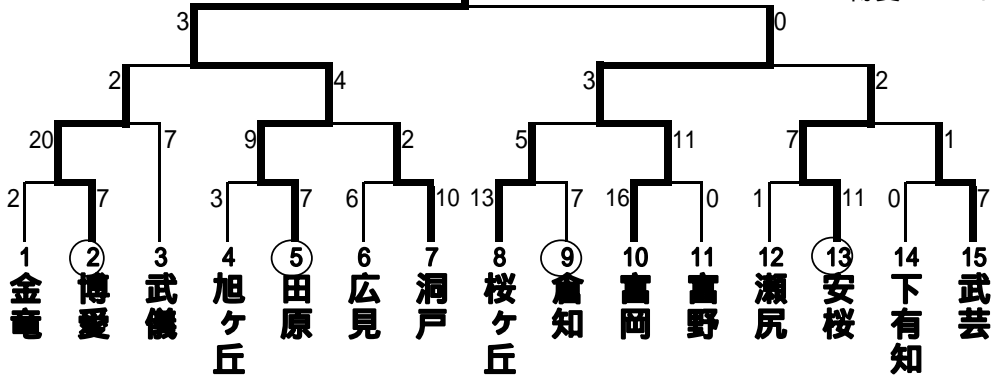 3 0
2 4 3 2
20 7 9 2 5 11 7 1
2 7 3 7 6 10 13 7 16 0 1 11 0 7
1 2 3 4 5 6 7 8 9 10 11 12 13 14 15
金竜 博愛 武儀 旭ヶ丘 田原 広見 洞戸 桜ヶ丘 倉知 富岡 富野 瀬尻 安桜 下有知 武芸